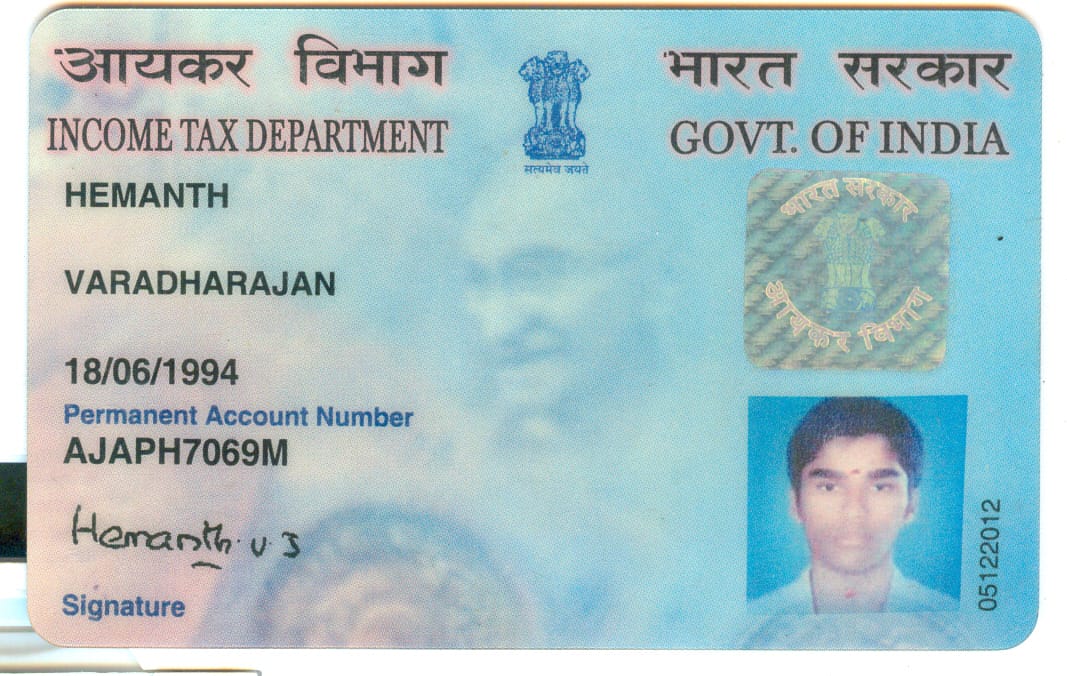 आयकर विभाग
भारत सरकार
INCOME TAX DEPARTMENT
GOVT. OF INDIA
सत्यमेव जयते
HEMANTH
भारत सरकार
आयकर विभाग
VARADHARAJAN
18/06/1994
Permanent Account Number
AJAPH7069M
Hemanth. v. J
Signature
05122012